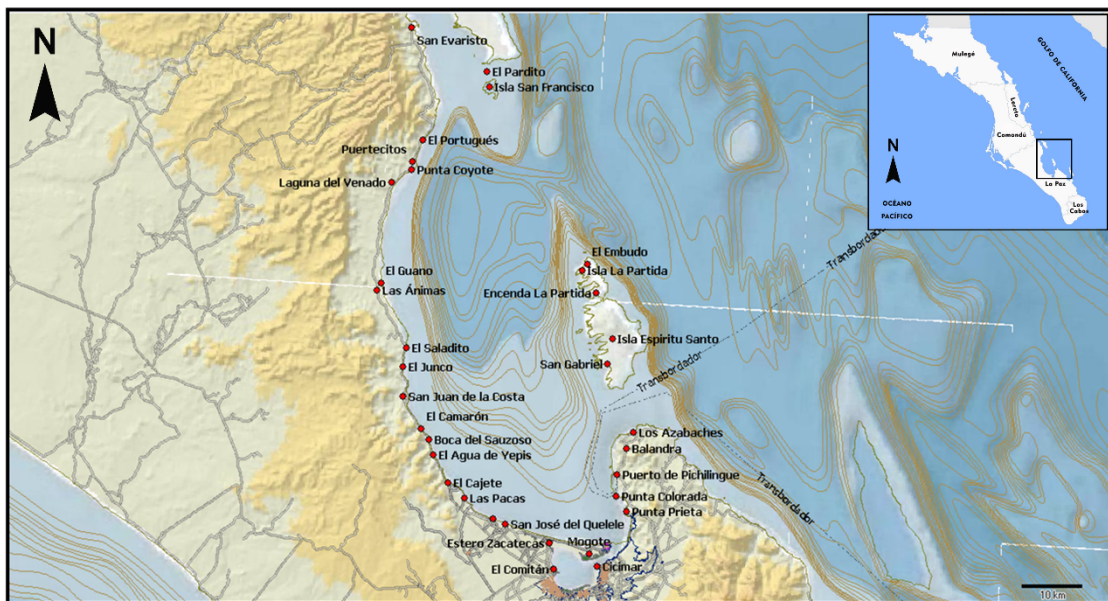 N
San Evaristo
El Pardito
Isla San Francisco
El Portugués
Puertecitos
Punta Coyote
Laguna del Venado
El Guano
Las Ánimas
El Embudo
Isla La Partida
Encenda La Partida
Isla Espiritu Santo
San Gabriel
El Saladito
El Junco
San Juan de la Costa
El Camarón
Boca del Sauzoso
El Agua de Yepis
El Cajete
Las Pacas
San José del Quelele
Estero Zacatecas
Mogote
El Comitán
Cicimar
Los Azabaches
Balandra
Puerto de Pichilingue
Punta Colorada
Punta Prieta
Transbordador
Transbordador
Transbordador
10 km
Mulegé
GOLFO DE CALIFORNIA
Loreto
Comondú
N
La Paz
Los Cabos
OCÉANO
PACÍFICO